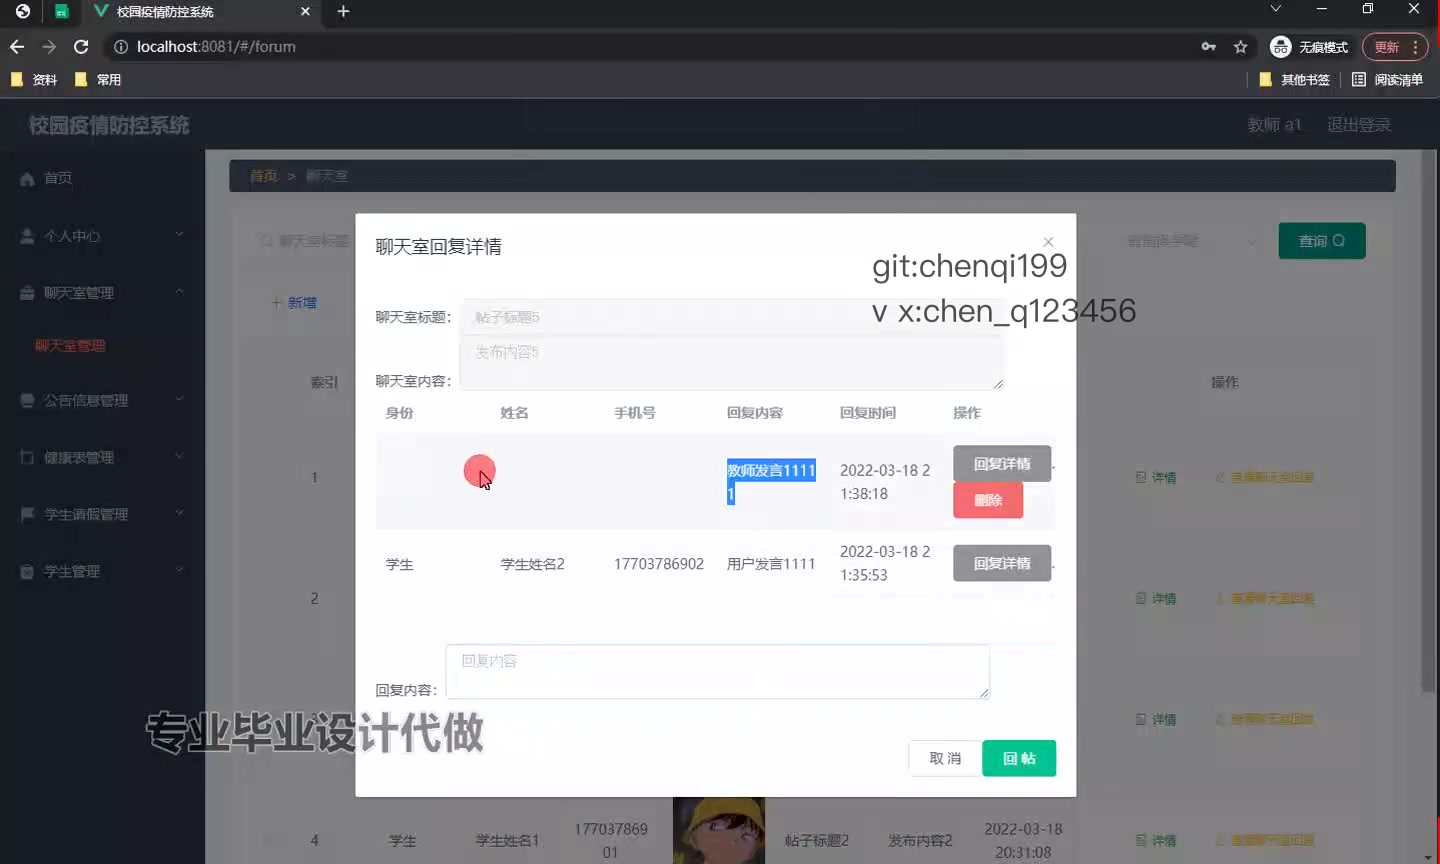 校园疫情防控系统
localhost:8081/#/forum
无痕模式
更新
资料
常用
其他书签
阅读清单
校园疫情防控系统
教师 a1
退出登录
首页
个人中心
聊天室管理
聊天室管理
公告信息管理
健康表管理
学生请假管理
学生管理
首页 > 聊天室
聊天室标题
查询
新增
索引
操作
聊天室回复详情
git:chenqi199
v x:chen_q123456
聊天室标题: 帖子标题5
聊天室内容: 发布内容5
身份 姓名 手机号 回复内容 回复时间 操作
教师发言1111
1
2022-03-18 2
1:38:18
回复详情
删除
学生 学生姓名2 17703786902 用户发言1111
2022-03-18 2
1:35:53
回复详情
回复内容: 回复内容
取 消
回 帖
专业毕业设计代做
1 详情 查看聊天室回复
2 详情 查看聊天室回复
详情 查看聊天室回复
4 学生 学生姓名1
177037869
01
帖子标题2 发布内容2
2022-03-18
20:31:08
详情 查看聊天室回复